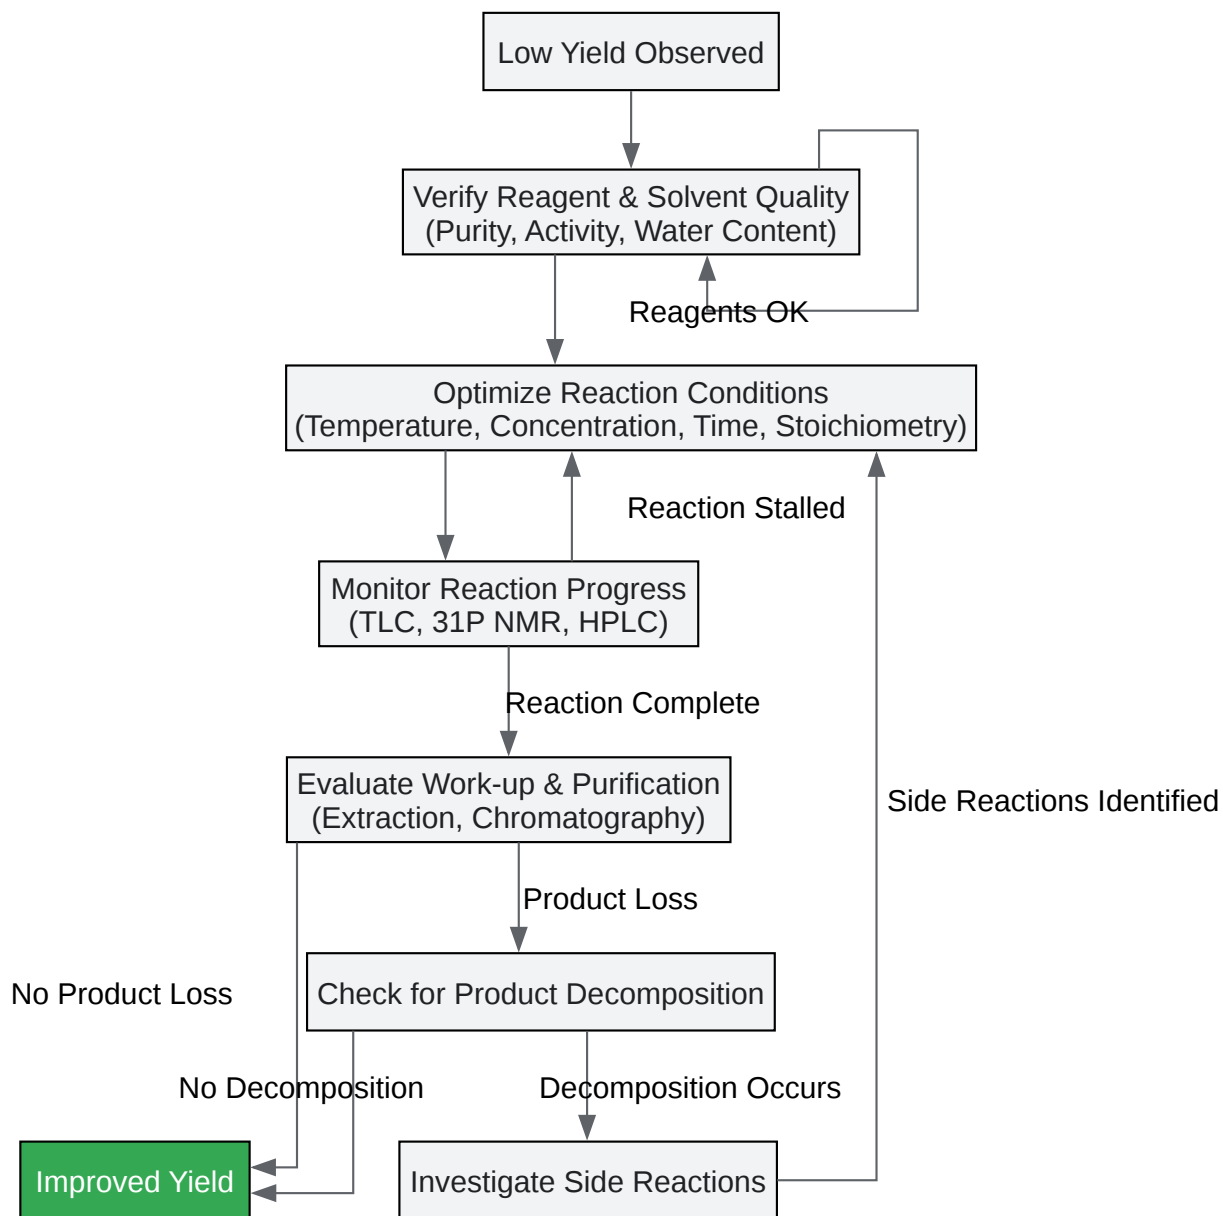 Low Yield Observed
Verify Reagent & Solvent Quality
(Purity, Activity, Water Content)
Reagents OK
Optimize Reaction Conditions
(Temperature, Concentration, Time, Stoichiometry)
Reaction Stalled
Monitor Reaction Progress
(TLC, 31P NMR, HPLC)
Reaction Complete
Evaluate Work-up & Purification
(Extraction, Chromatography)
Side Reactions Identified
Product Loss
No Product Loss
Check for Product Decomposition
No Decomposition
Decomposition Occurs
Improved Yield
Investigate Side Reactions